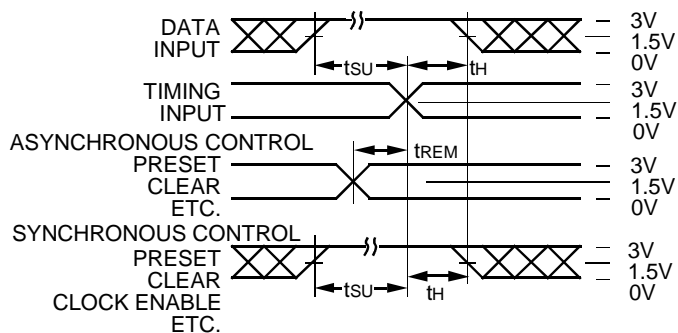 DATA
INPUT
tSU
tH
3V
1.5V
0V
TIMING
INPUT
3V
1.5V
0V
ASYNCHRONOUS CONTROL
PRESET
CLEAR
ETC.
tREM
3V
1.5V
0V
SYNCHRONOUS CONTROL
PRESET
CLEAR
CLOCK ENABLE
ETC.
tSU
tH
3V
1.5V
0V